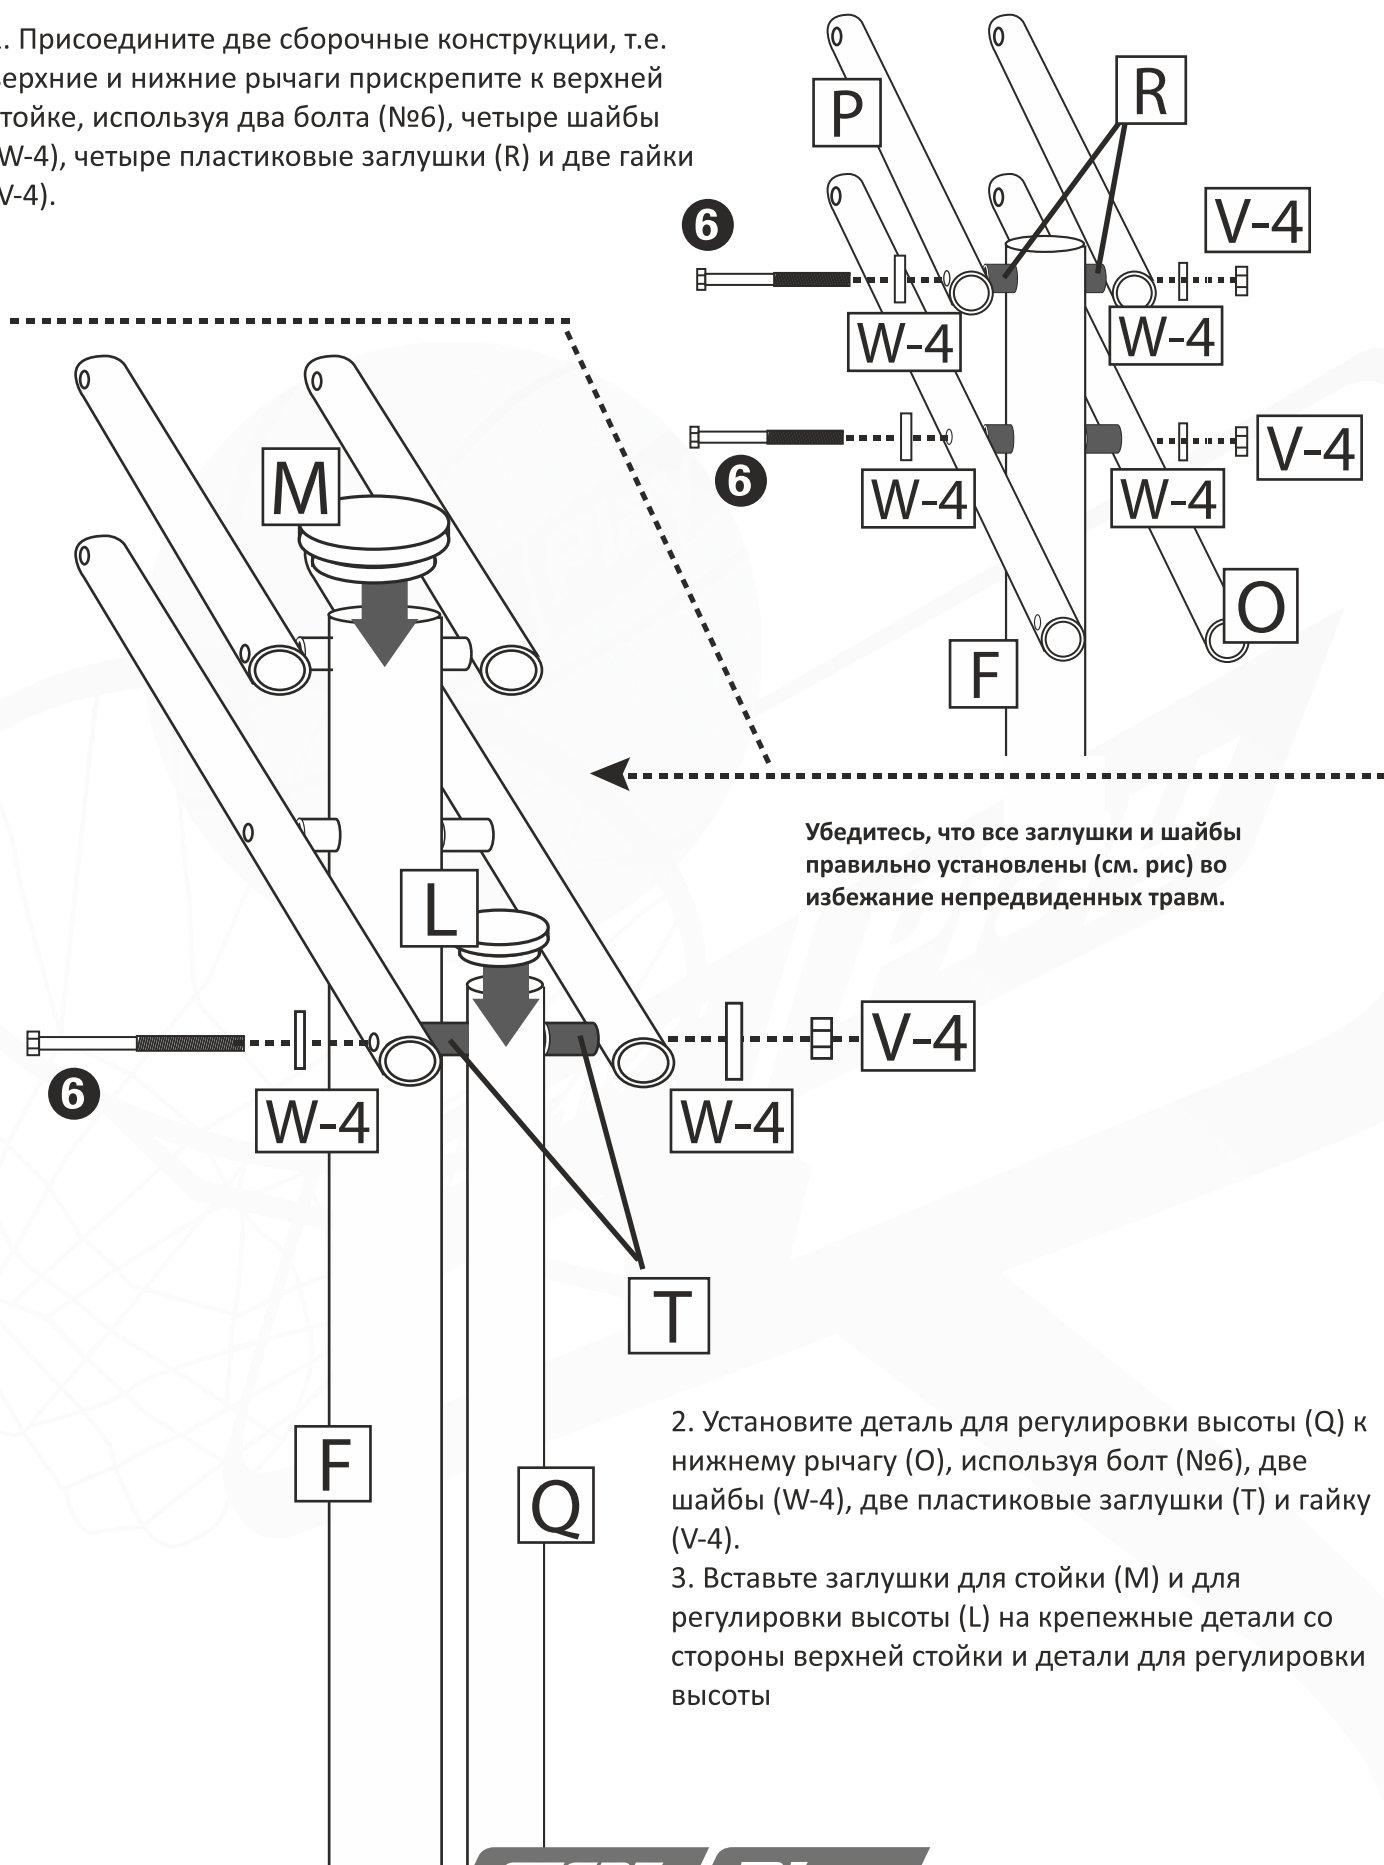 . Присоедините две сборочные конструкции, т.е.
верхние и нижние рычаги прискрепите к верхней
стойке, используя два болта (№6), четыре шайбы
(W-4), четыре пластиковые заглушки (R) и две гайки
(V-4).
P
R
6
V-4
W-4
W-4
6
V-4
W-4
W-4
O
F
M
Убедитесь, что все заглушки и шайбы
правильно установлены (см. рис) во
избежание непредвиденных травм.
L
V-4
6
W-4
W-4
T
F
Q
2. Установите деталь для регулировки высоты (Q) к
нижнему рычагу (O), используя болт (№6), две
шайбы (W-4), две пластиковые заглушки (T) и гайку
(V-4).
3. Вставьте заглушки для стойки (M) и для
регулировки высоты (L) на крепежные детали со
стороны верхней стойки и детали для регулировки
высоты